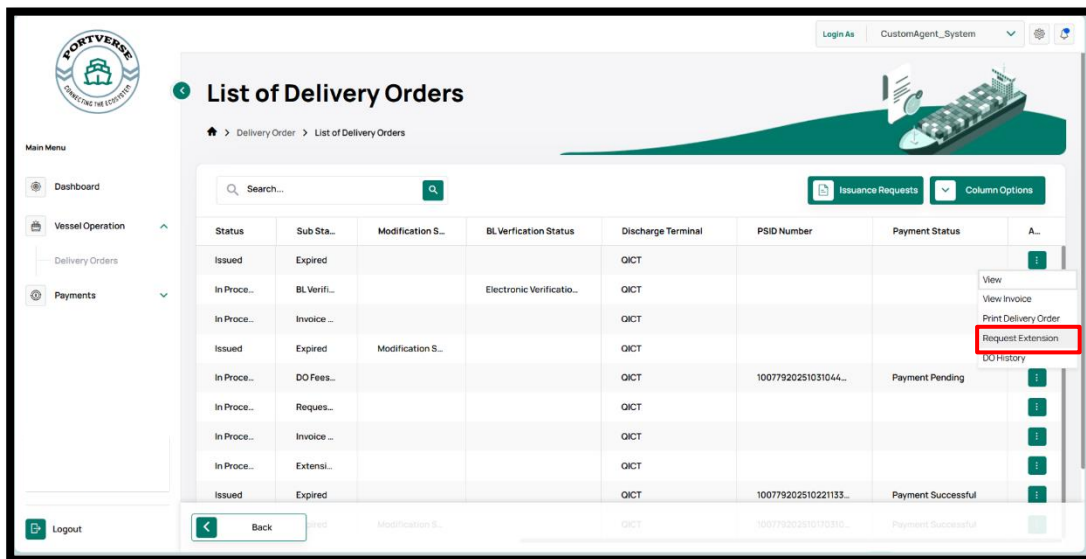 PORTVERSE
CONNECTING THE ECOSYSTEM
Login As CustomAgent_System
List of Delivery Orders
Delivery Order > List of Delivery Orders
Main Menu
Dashboard
Vessel Operation
Delivery Orders
Payments
Logout
Search...
Issuance Requests
Column Options
Status Sub Sta... Modification S... BL Verfication Status Discharge Terminal PSID Number Payment Status A...
Issued Expired QICT
In Proce... BL Verifi... Electronic Verificatio... QICT
In Proce... Invoice ... QICT
Issued Expired Modification S... QICT
In Proce... DO Fees... QICT 10077920251031044... Payment Pending
In Proce... Reques... QICT
In Proce... Invoice ... QICT
In Proce... Extensi... QICT
Issued Expired QICT 100779202510221133... Payment Successful
Modification S... QICT Payment Successful
View
View Invoice
Print Delivery Order
Request Extension
DO History
Back